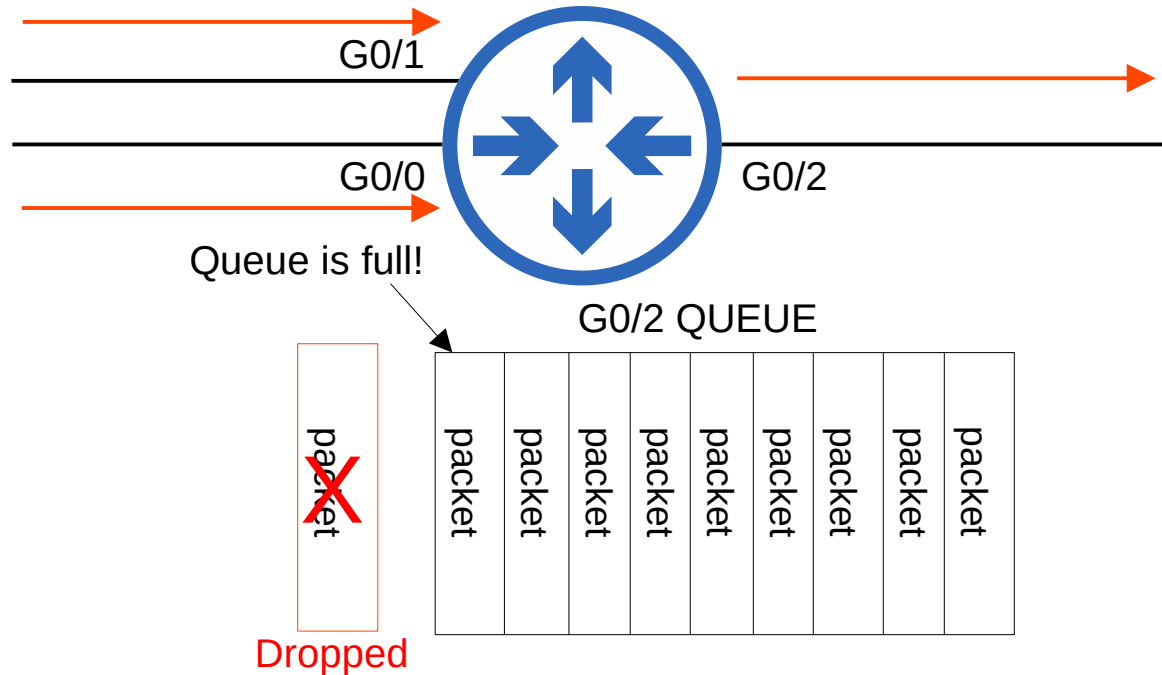 G0/1
G0/0
G0/2
Queue is full!
G0/2 QUEUE
packet
X
packet
packet
packet
packet
packet
packet
packet
packet
packet
Dropped